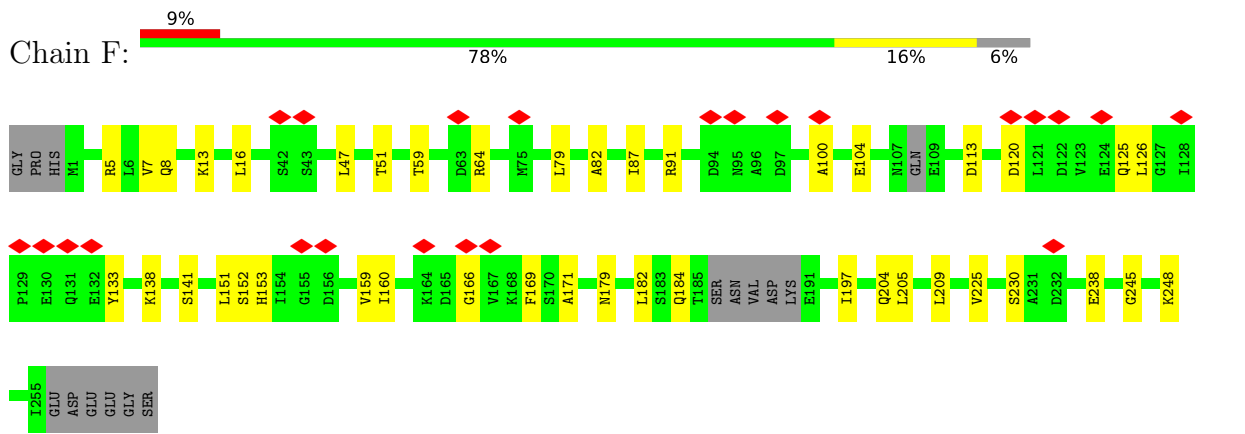 9%
Chain F:
78% 16% 6%
GLY PRO HIS M1 R5 L6 V7 Q8 K13 L16 S42 S43 L47 T51 T59 D63 R64 M75 L79 A82 I87 R91 D94 N95 A96 D97 A100 E104 N107 GLN E109 D113 D120 L121 D122 V123 E124 Q125 L126 G127 I128
P129 E130 Q131 E132 Y133 K138 S141 L151 S152 H153 I154 G155 D156 V159 I160 K164 D165 G166 V167 K168 F169 S170 A171 N179 L182 S183 Q184 T185 SER ASN VAL ASP LYS E191 I197 Q204 L205 L209 V225 S230 A231 D232 E238 G245 K248
I255 GLU ASP GLU GLU GLY SER